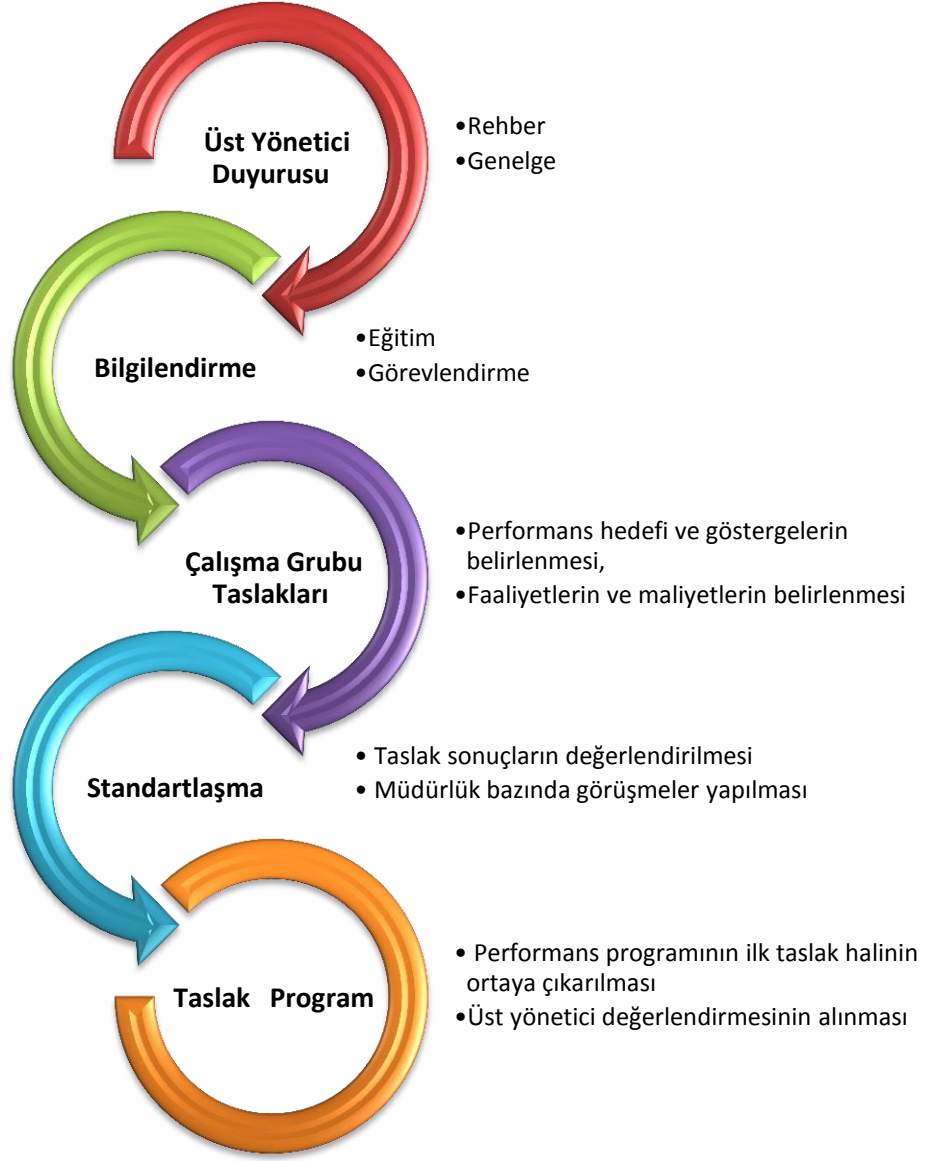 Üst Yönetici
Duyurusu
•Rehber
•Genelge
Bilgilendirme
•Eğitim
•Görevlendirme
Çalışma Grubu
Taslakları
•Performans hedefi ve göstergelerin
belirlenmesi,
•Faaliyetlerin ve maliyetlerin belirlenmesi
Standartlaşma
• Taslak sonuçların değerlendirilmesi
• Müdürlük bazında görüşmeler yapılması
Taslak Program
• Performans programının ilk taslak halinin
ortaya çıkarılması
•Üst yönetici değerlendirmesinin alınması